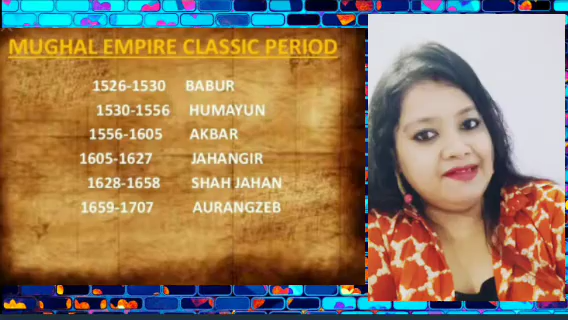 MUGHAL EMPIRE CLASSIC PERIOD
1526-1530 BABUR
1530-1556 HUMAYUN
1556-1605 AKBAR
1605-1627 JAHANGIR
1628-1658 SHAH JAHAN
1659-1707 AURANGZEB